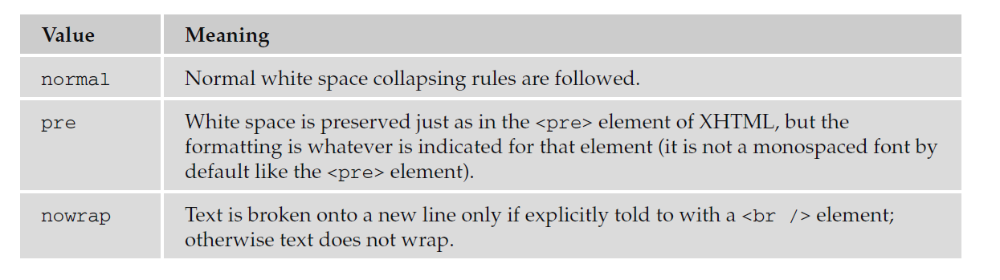 Value Meaning
normal Normal white space collapsing rules are followed.
pre White space is preserved just as in the <pre> element of XHTML, but the
formatting is whatever is indicated for that element (it is not a monospaced font by
default like the <pre> element).
nowrap Text is broken onto a new line only if explicitly told to with a <br /> element;
otherwise text does not wrap.